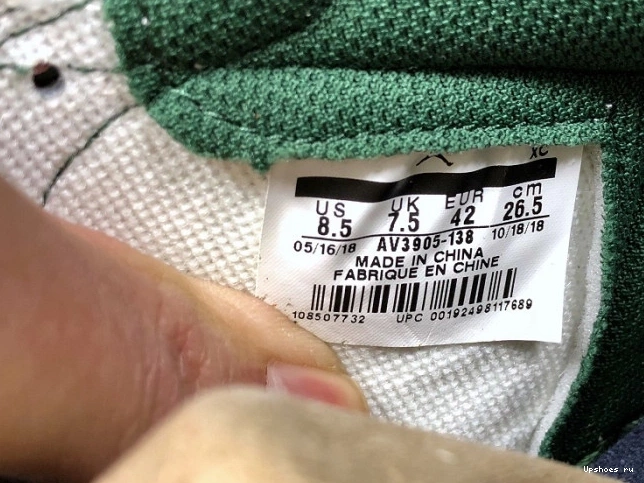 XC
US UK EUR cm
8.5 7.5 42 26.5
05/16/18 AV3905-138 10/18/18
MADE IN CHINA
FABRIQUE EN CHINE
108507732 UPC 00192498117689
Upshoes ru